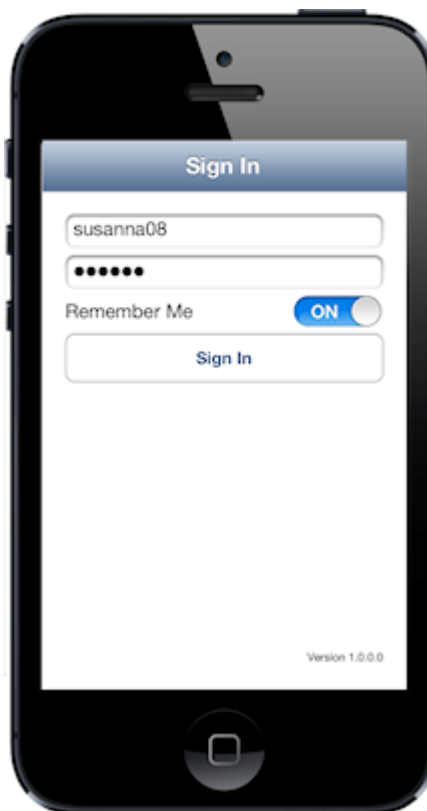 Sign In
susanna08
••••••
Remember Me
ON
Sign In
Version 1.0.0.0